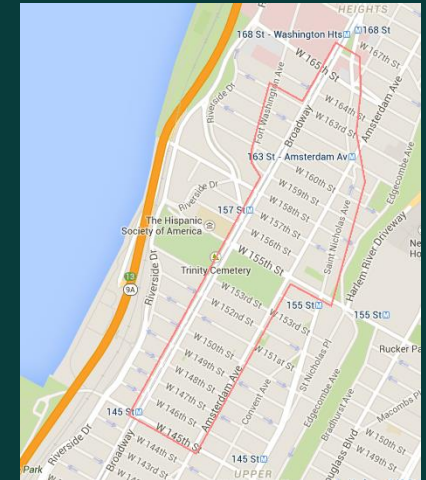 HEIGHTS
168 St - Washington Hts M
M 168 St
W 167th St
W 165th St
Fort Washington Ave
Riverside Dr
Broadway
W 164th St
W 163rd St
Amsterdam Ave
163 St - Amsterdam Av M
Edgecombe Ave
W 160th St
W 159th St
Riverside Dr
W 158th St
157 St M
W 157th St
Saint Nicholas Ave
The Hispanic
Society of America
W 156th St
W 155th St
Harlem River Driveway
Trinity Cemetery
Riverside Dr
9A
W 153rd St
155 St M
W 153rd St
155 St M
W 152nd St
St Nicholas Pl
W 150th St
W 151st St
Rucker Pa
W 149th St
Edgecombe Ave
W 148th St
Amsterdam Ave
Convent Ave
Bradhurst Ave
W 147th St
Macombs P
145 St M
W 146th St
W 145th St
W 150th St
Riverside Dr
Broadway
W 144th St
W 149th St
W 143rd St
145 St M
UPPER
Park